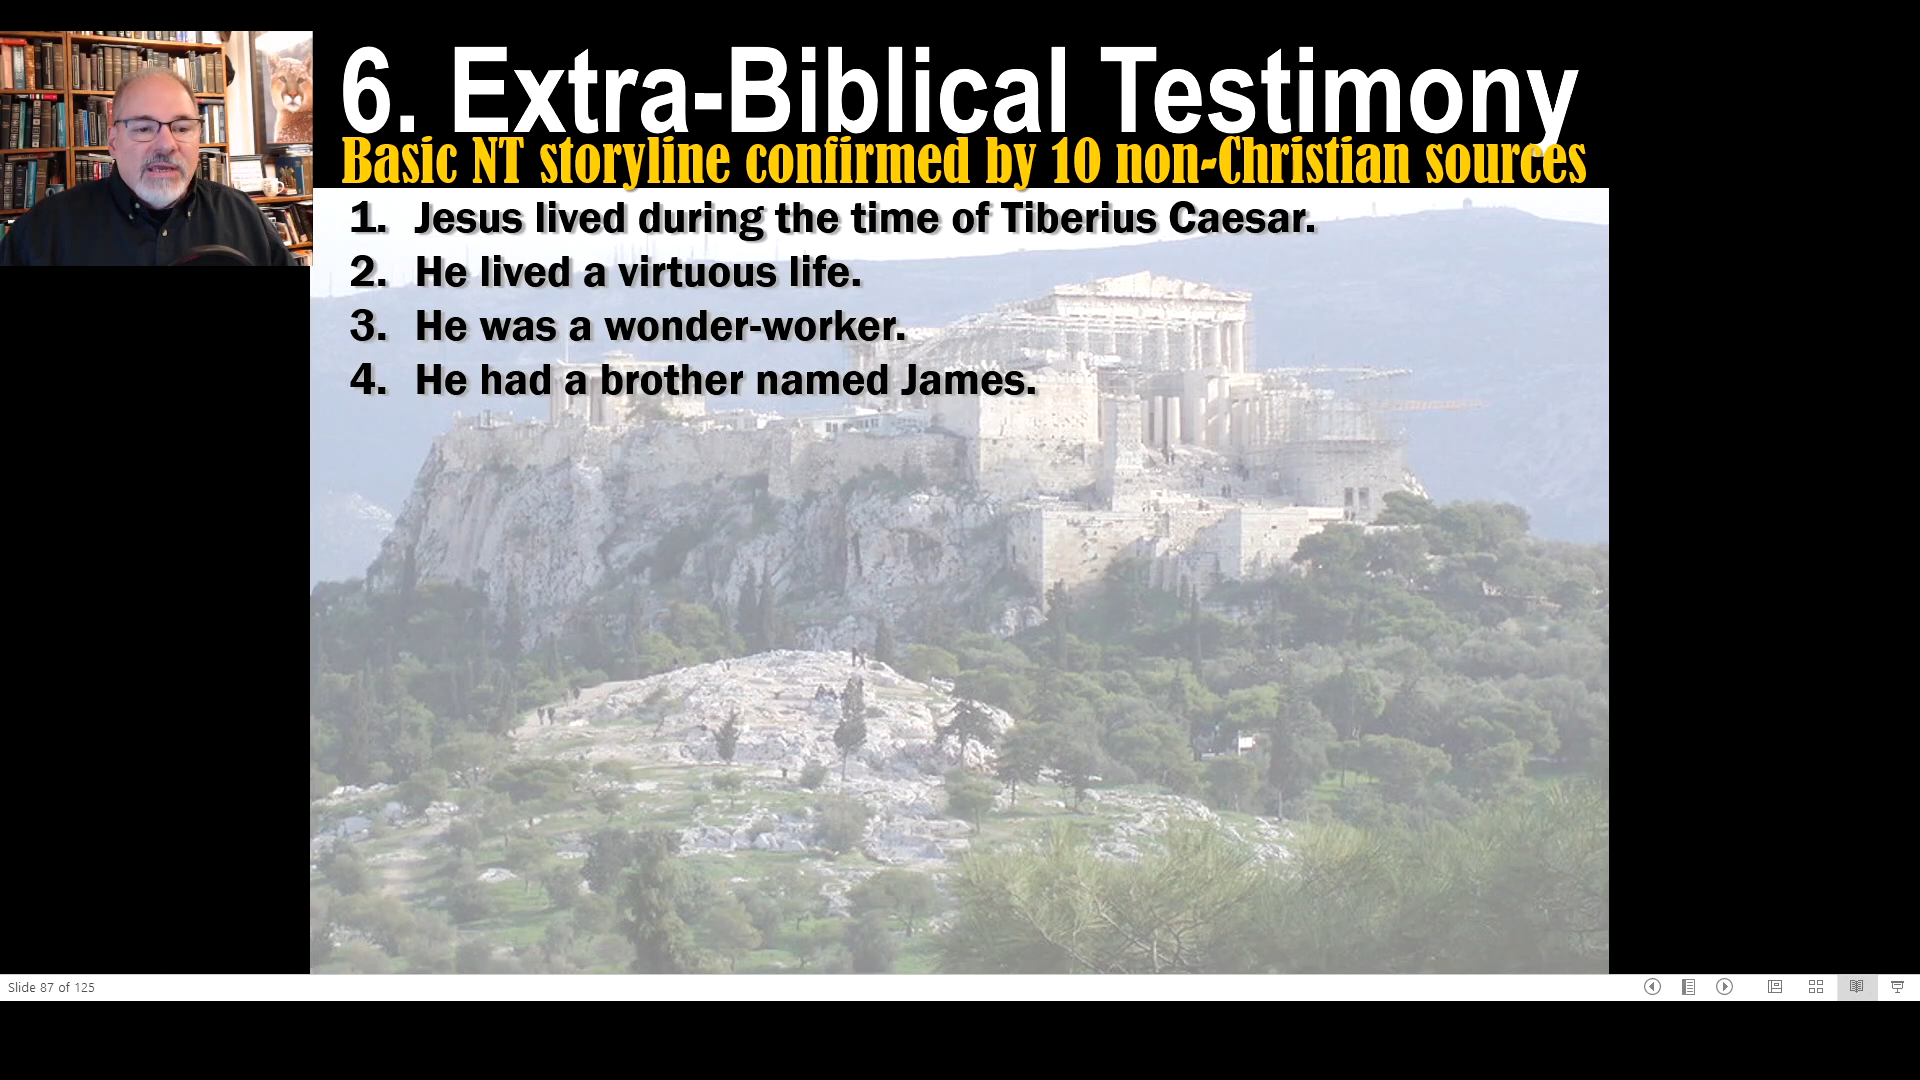 6. Extra-Biblical Testimony
Basic NT storyline confirmed by 10 non-Christian sources
1. Jesus lived during the time of Tiberius Caesar.
2. He lived a virtuous life.
3. He was a wonder-worker.
4. He had a brother named James.
Slide 87 of 125